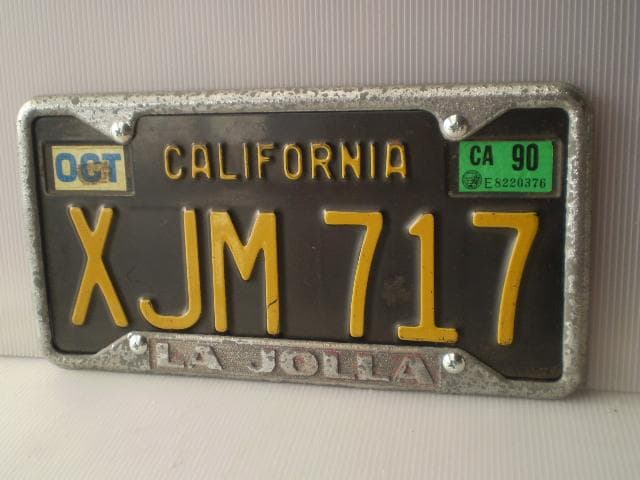 OCT
CALIFORNIA
CA 90
E8220376
XJM 717
LA JOLLA